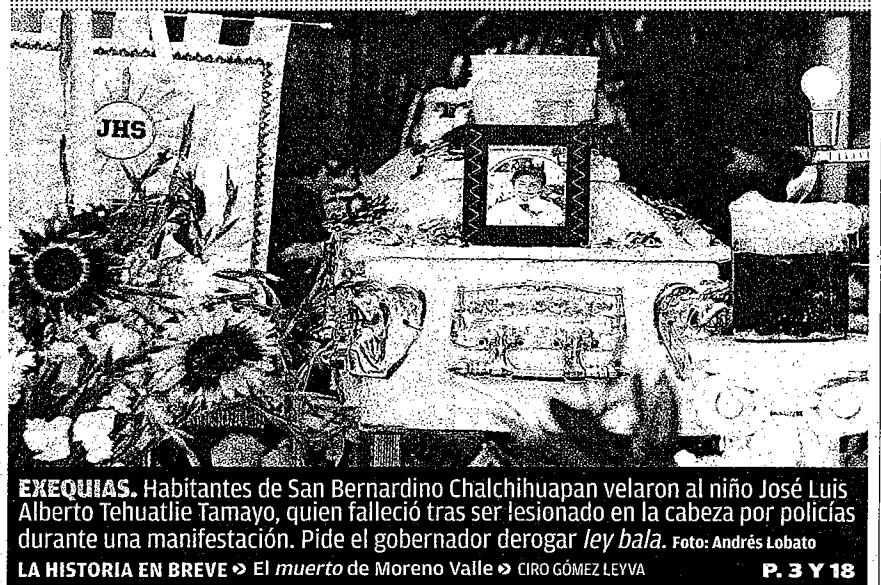 JHS
EXEQUIAS. Habitantes de San Bernardino Chalchihuapan velaron al niño José Luis
Alberto Tehuatlie Tamayo, quien falleció tras ser lesionado en la cabeza por policías
durante una manifestación. Pide el gobernador derogar ley bala. Foto: Andrés Lobato
LA HISTORIA EN BREVE > El muerto de Moreno Valle > CIRO GÓMEZ LEYVA P. 3 Y 18